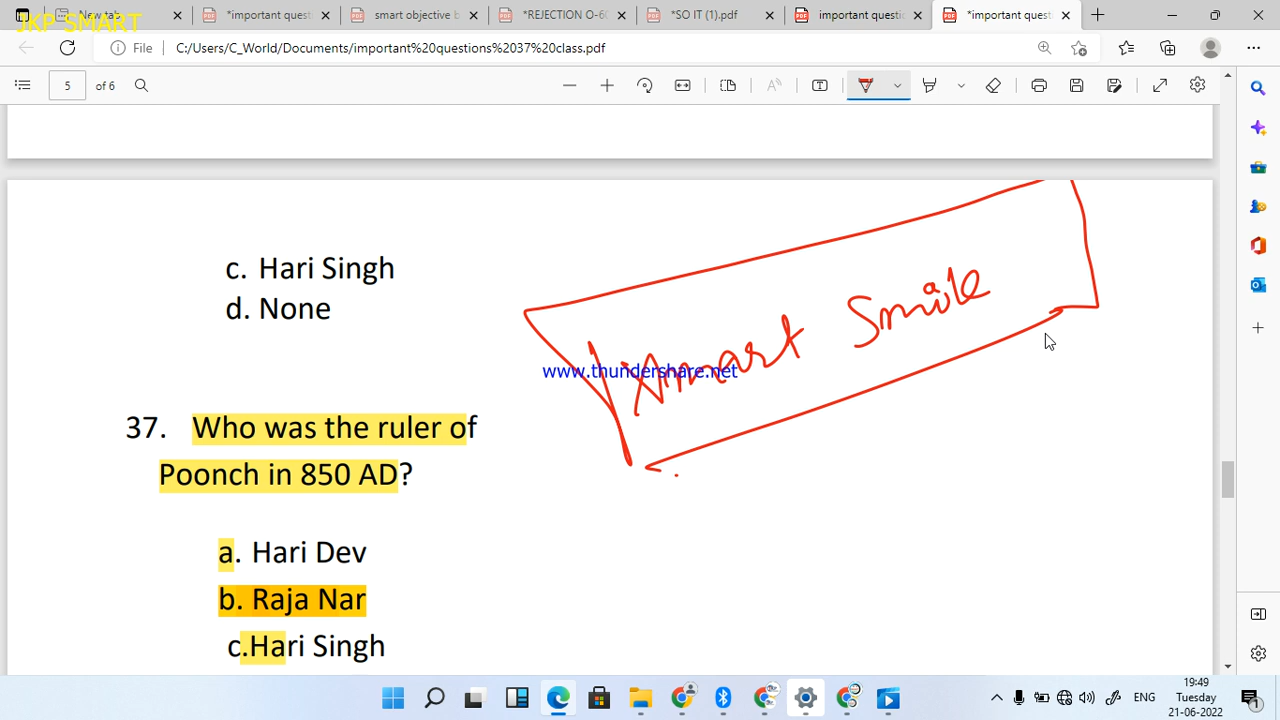 JKP SMART
New tab
*important quest
smart objective s
*REJECTION O-60
*SO IT (1).pdf
important questio
*important quest
File
C:/Users/C_World/Documents/important%20questions%2037%20class.pdf
5 of 6
c. Hari Singh
d. None
Smart Smile
www.thundershare.net
37. Who was the ruler of
Poonch in 850 AD?
a. Hari Dev
b. Raja Nar
c.Hari Singh
ENG
19:49
Tuesday
21-06-2022